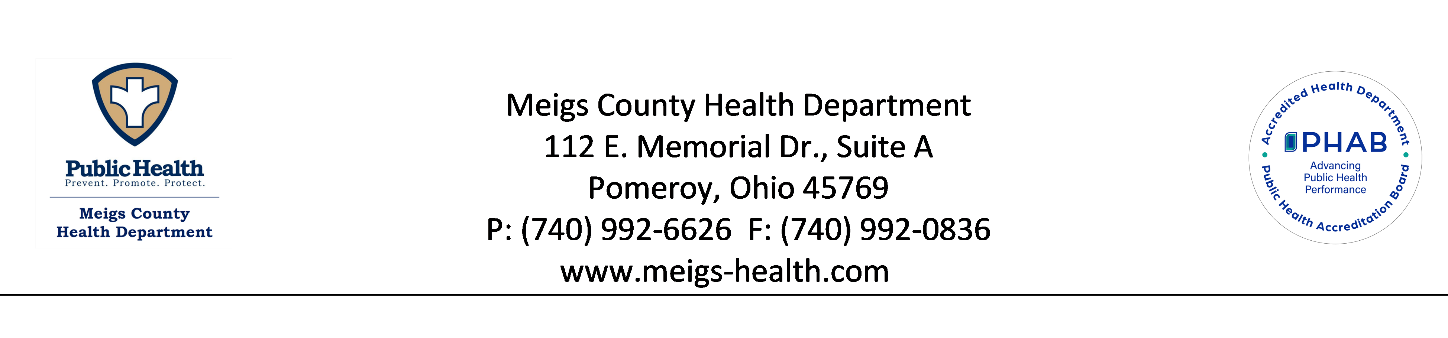 Public Health
Prevent. Promote. Protect.
Meigs County
Health Department
Meigs County Health Department
112 E. Memorial Dr., Suite A
Pomeroy, Ohio 45769
P: (740) 992-6626 F: (740) 992-0836
www.meigs-health.com
Accredited Health Department
PHAB
Advancing
Public Health
Performance
Public Health Accreditation Board